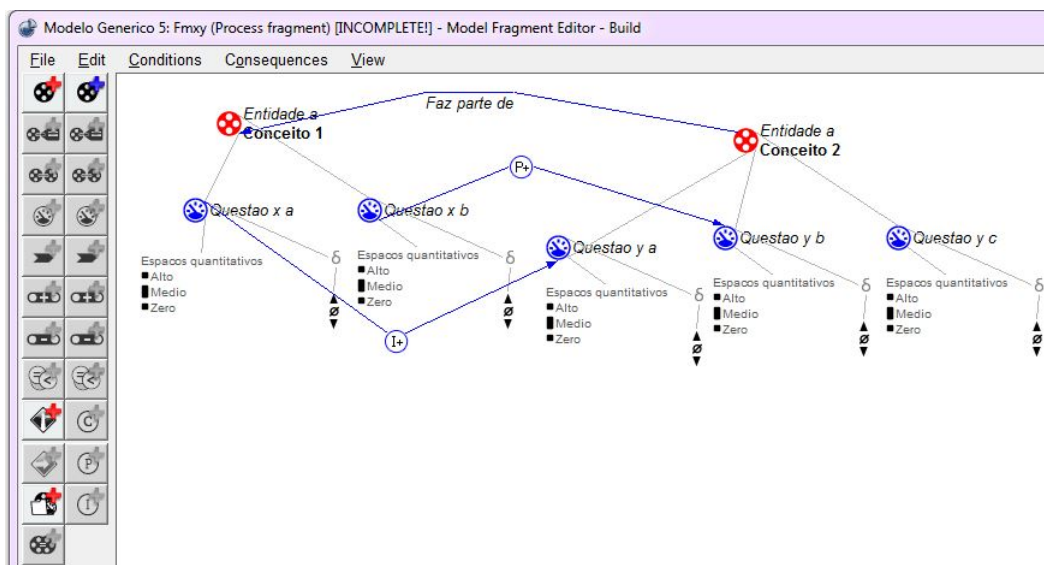 Modelo Generico 5: Fmxy (Process fragment) [INCOMPLETE!] - Model Fragment Editor - Build
File Edit Conditions Consequences View
Faz parte de
Entidade a
Conceito 1
Entidade a
Conceito 2
P+
Questao x a
Questao x b
Questao y a
Questao y b
Questao y c
Espacos quantitativos
Alto
Medio
Zero
δ
ø
Espacos quantitativos
Alto
Medio
Zero
δ
ø
Espacos quantitativos
Alto
Medio
Zero
δ
ø
Espacos quantitativos
Alto
Medio
Zero
δ
ø
Espacos quantitativos
Alto
Medio
Zero
δ
ø
I+
C
P
I